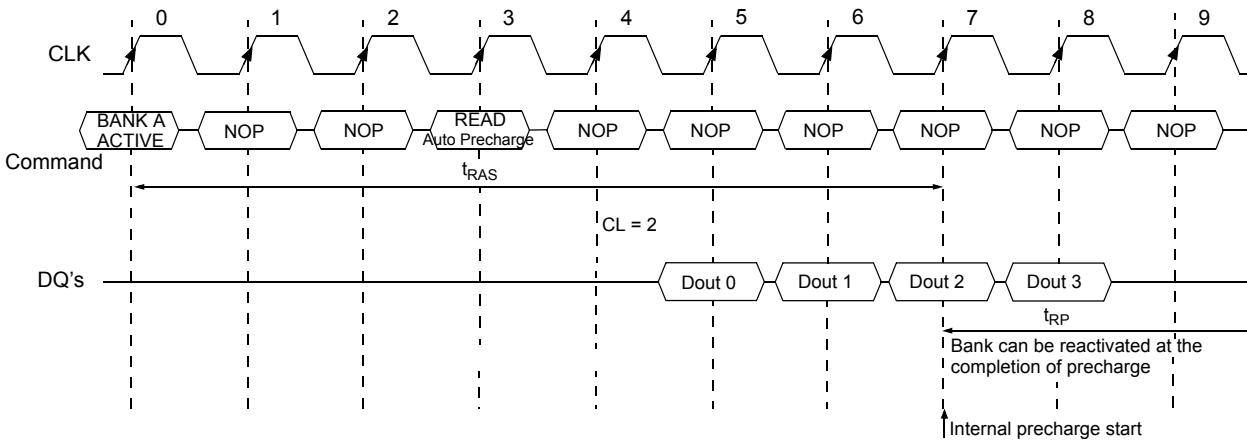 0 1 2 3 4 5 6 7 8 9
CLK
BANK A
ACTIVE
NOP
NOP
READ
Auto Precharge
NOP
NOP
NOP
NOP
NOP
NOP
Command
tRAS
CL = 2
DQ's
Dout 0
Dout 1
Dout 2
Dout 3
tRP
Bank can be reactivated at the
completion of precharge
Internal precharge start